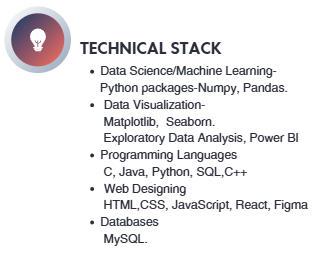 TECHNICAL STACK
• Data Science/Machine Learning-
Python packages-Numpy, Pandas.
• Data Visualization-
Matplotlib, Seaborn.
Exploratory Data Analysis, Power BI
• Programming Languages
C, Java, Python, SQL,C++
• Web Designing
HTML,CSS, JavaScript, React, Figma
• Databases
MySQL.